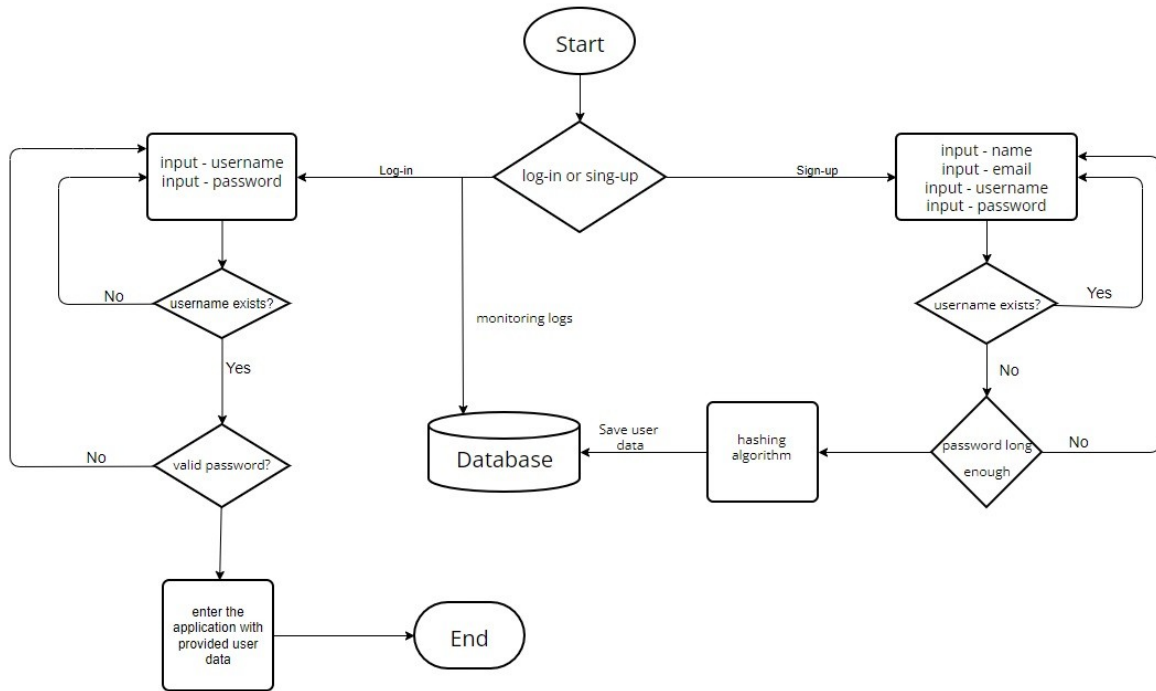 Start
log-in or sing-up
Log-in
Sign-up
input - username
input - password
input - name
input - email
input - username
input - password
username exists?
No
Yes
username exists?
Yes
No
monitoring logs
valid password?
No
Database
Save user
data
hashing
algorithm
password long
enough
No
enter the
application with
provided user
data
End